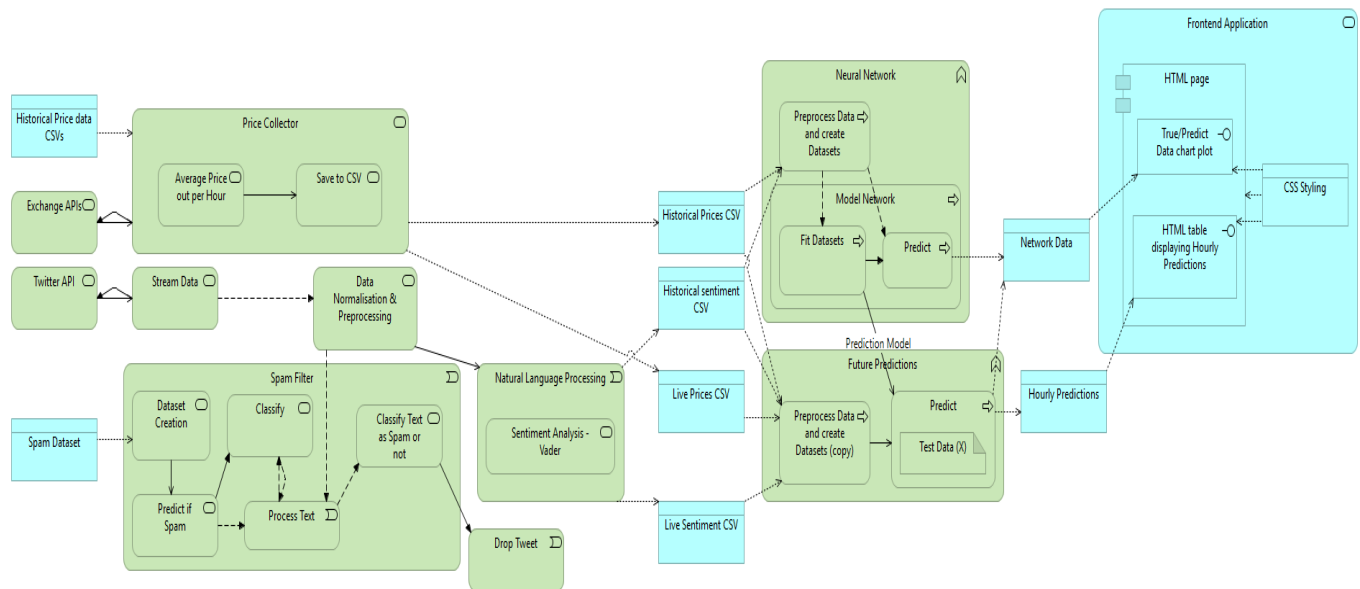 Frontend Application
HTML page
True/Predict
Data chart plot
CSS Styling
HTML table
displaying Hourly
Predictions
Neural Network
Preprocess Data
and create
Datasets
Model Network
Fit Datasets
Predict
Historical Price data
CSVs
Price Collector
Average Price
out per Hour
Save to CSV
Exchange APIs
Historical Prices CSV
Network Data
Twitter API
Stream Data
Data
Normalisation &
Preprocessing
Historical sentiment
CSV
Prediction Model
Future Predictions
Spam Filter
Dataset
Creation
Classify
Classify Text
as Spam or
not
Natural Language Processing
Sentiment Analysis -
Vader
Live Prices CSV
Preprocess Data
and create
Datasets (copy)
Predict
Test Data (X)
Hourly Predictions
Spam Dataset
Predict if
Spam
Process Text
Drop Tweet
Live Sentiment CSV